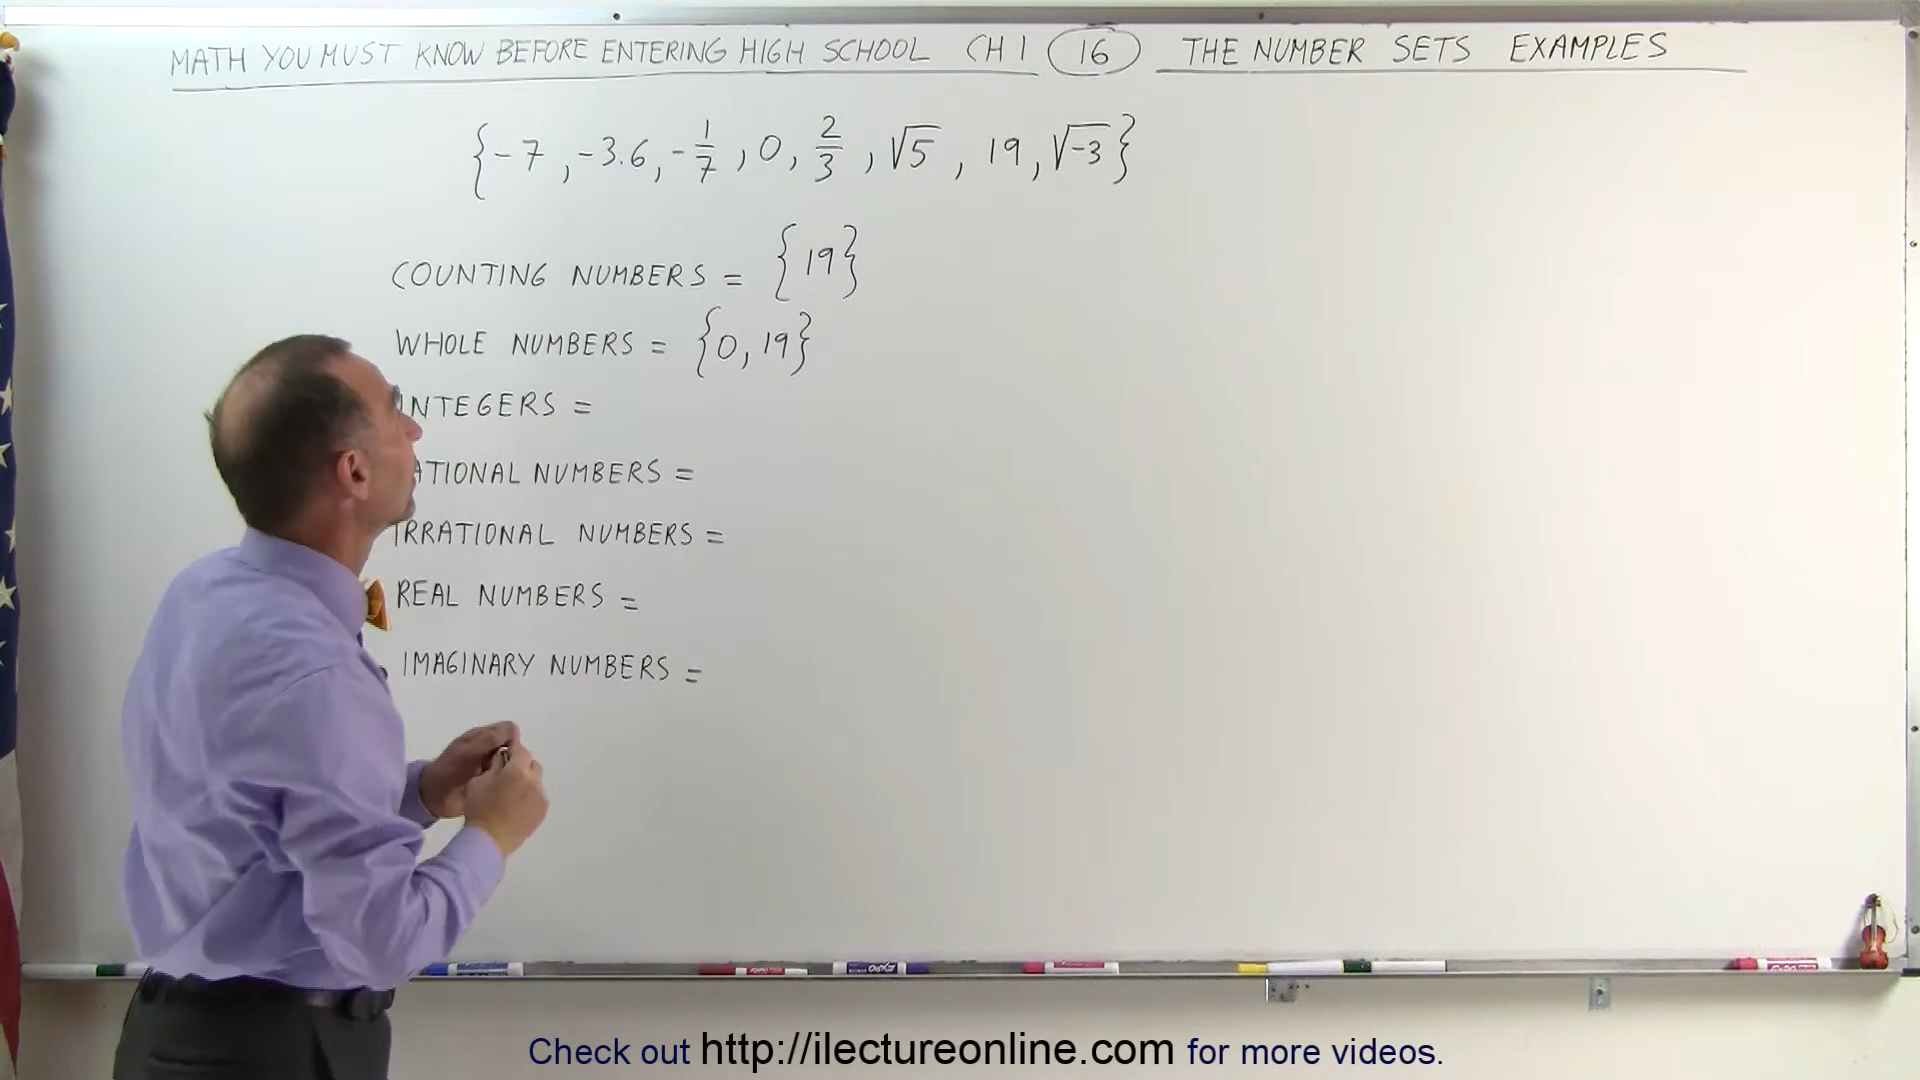 MATH YOU MUST KNOW BEFORE ENTERING HIGH SCHOOL CH 1 16 THE NUMBER SETS EXAMPLES
{-7, -3.6, -1/7, 0, 2/3, √5, 19, √-3}
COUNTING NUMBERS = {19}
WHOLE NUMBERS = {0, 19}
INTEGERS =
ATIONAL NUMBERS =
IRRATIONAL NUMBERS =
REAL NUMBERS =
IMAGINARY NUMBERS =
EXPO
Check out http://ilectureonline.com for more videos.